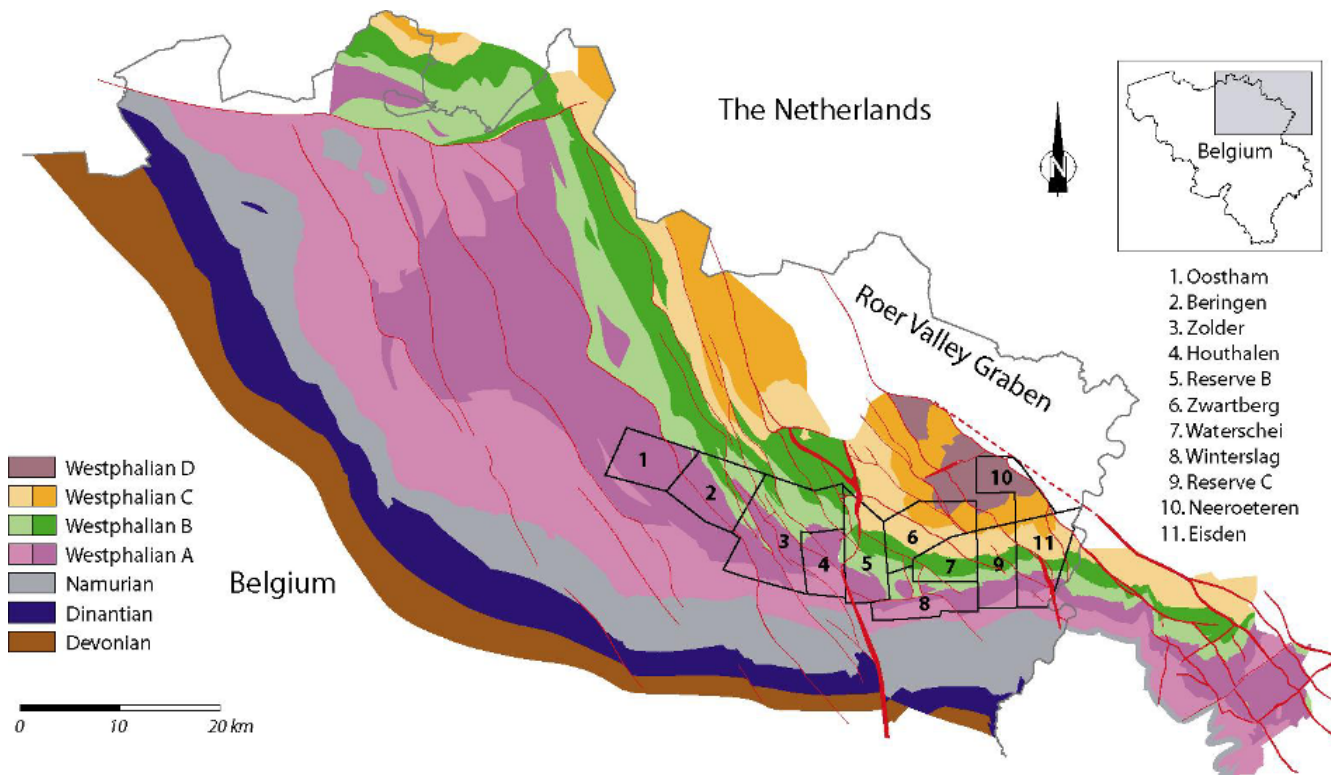 The Netherlands
N
Belgium
Roer Valley Graben
1. Oostham
2. Beringen
3. Zolder
4. Houthalen
5. Reserve B
6. Zwartberg
7. Waterschei
8. Winterslag
9. Reserve C
10. Neeroeteren
11. Eisden
1
2
3
4
5
6
7
8
9
10
11
Westphalian D
Westphalian C
Westphalian B
Westphalian A
Namurian
Dinantian
Devonian
Belgium
0 10 20 km